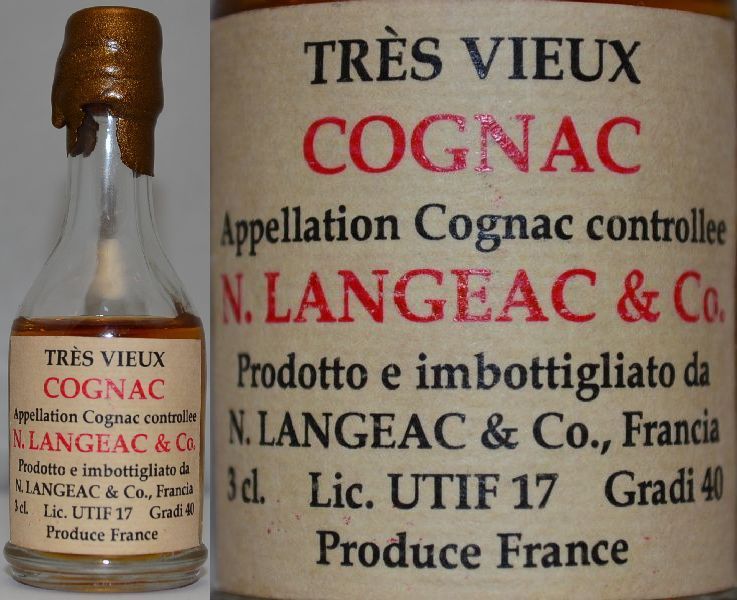 TRÈS VIEUX
COGNAC
Appellation Cognac controllee
N. LANGEAC & Co.
Prodotto e imbottigliato da
N. LANGEAC & Co., Francia
3 cl. Lic. UTIF 17 Gradi 40
Produce France
TRÈS VIEUX
COGNAC
Appellation Cognac controllee
N. LANGEAC & Co.
Prodotto e imbottigliato da
N. LANGEAC & Co., Francia
3 cl. Lic. UTIF 17 Gradi 40
Produce France